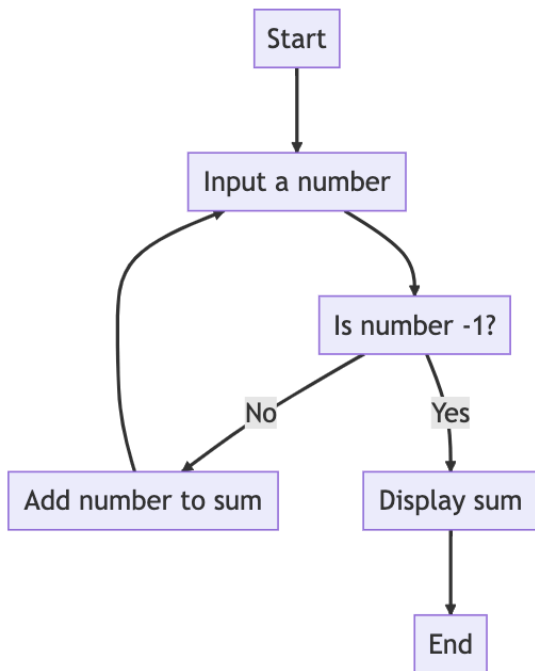 Start
Input a number
Is number -1?
No
Yes
Add number to sum
Display sum
End